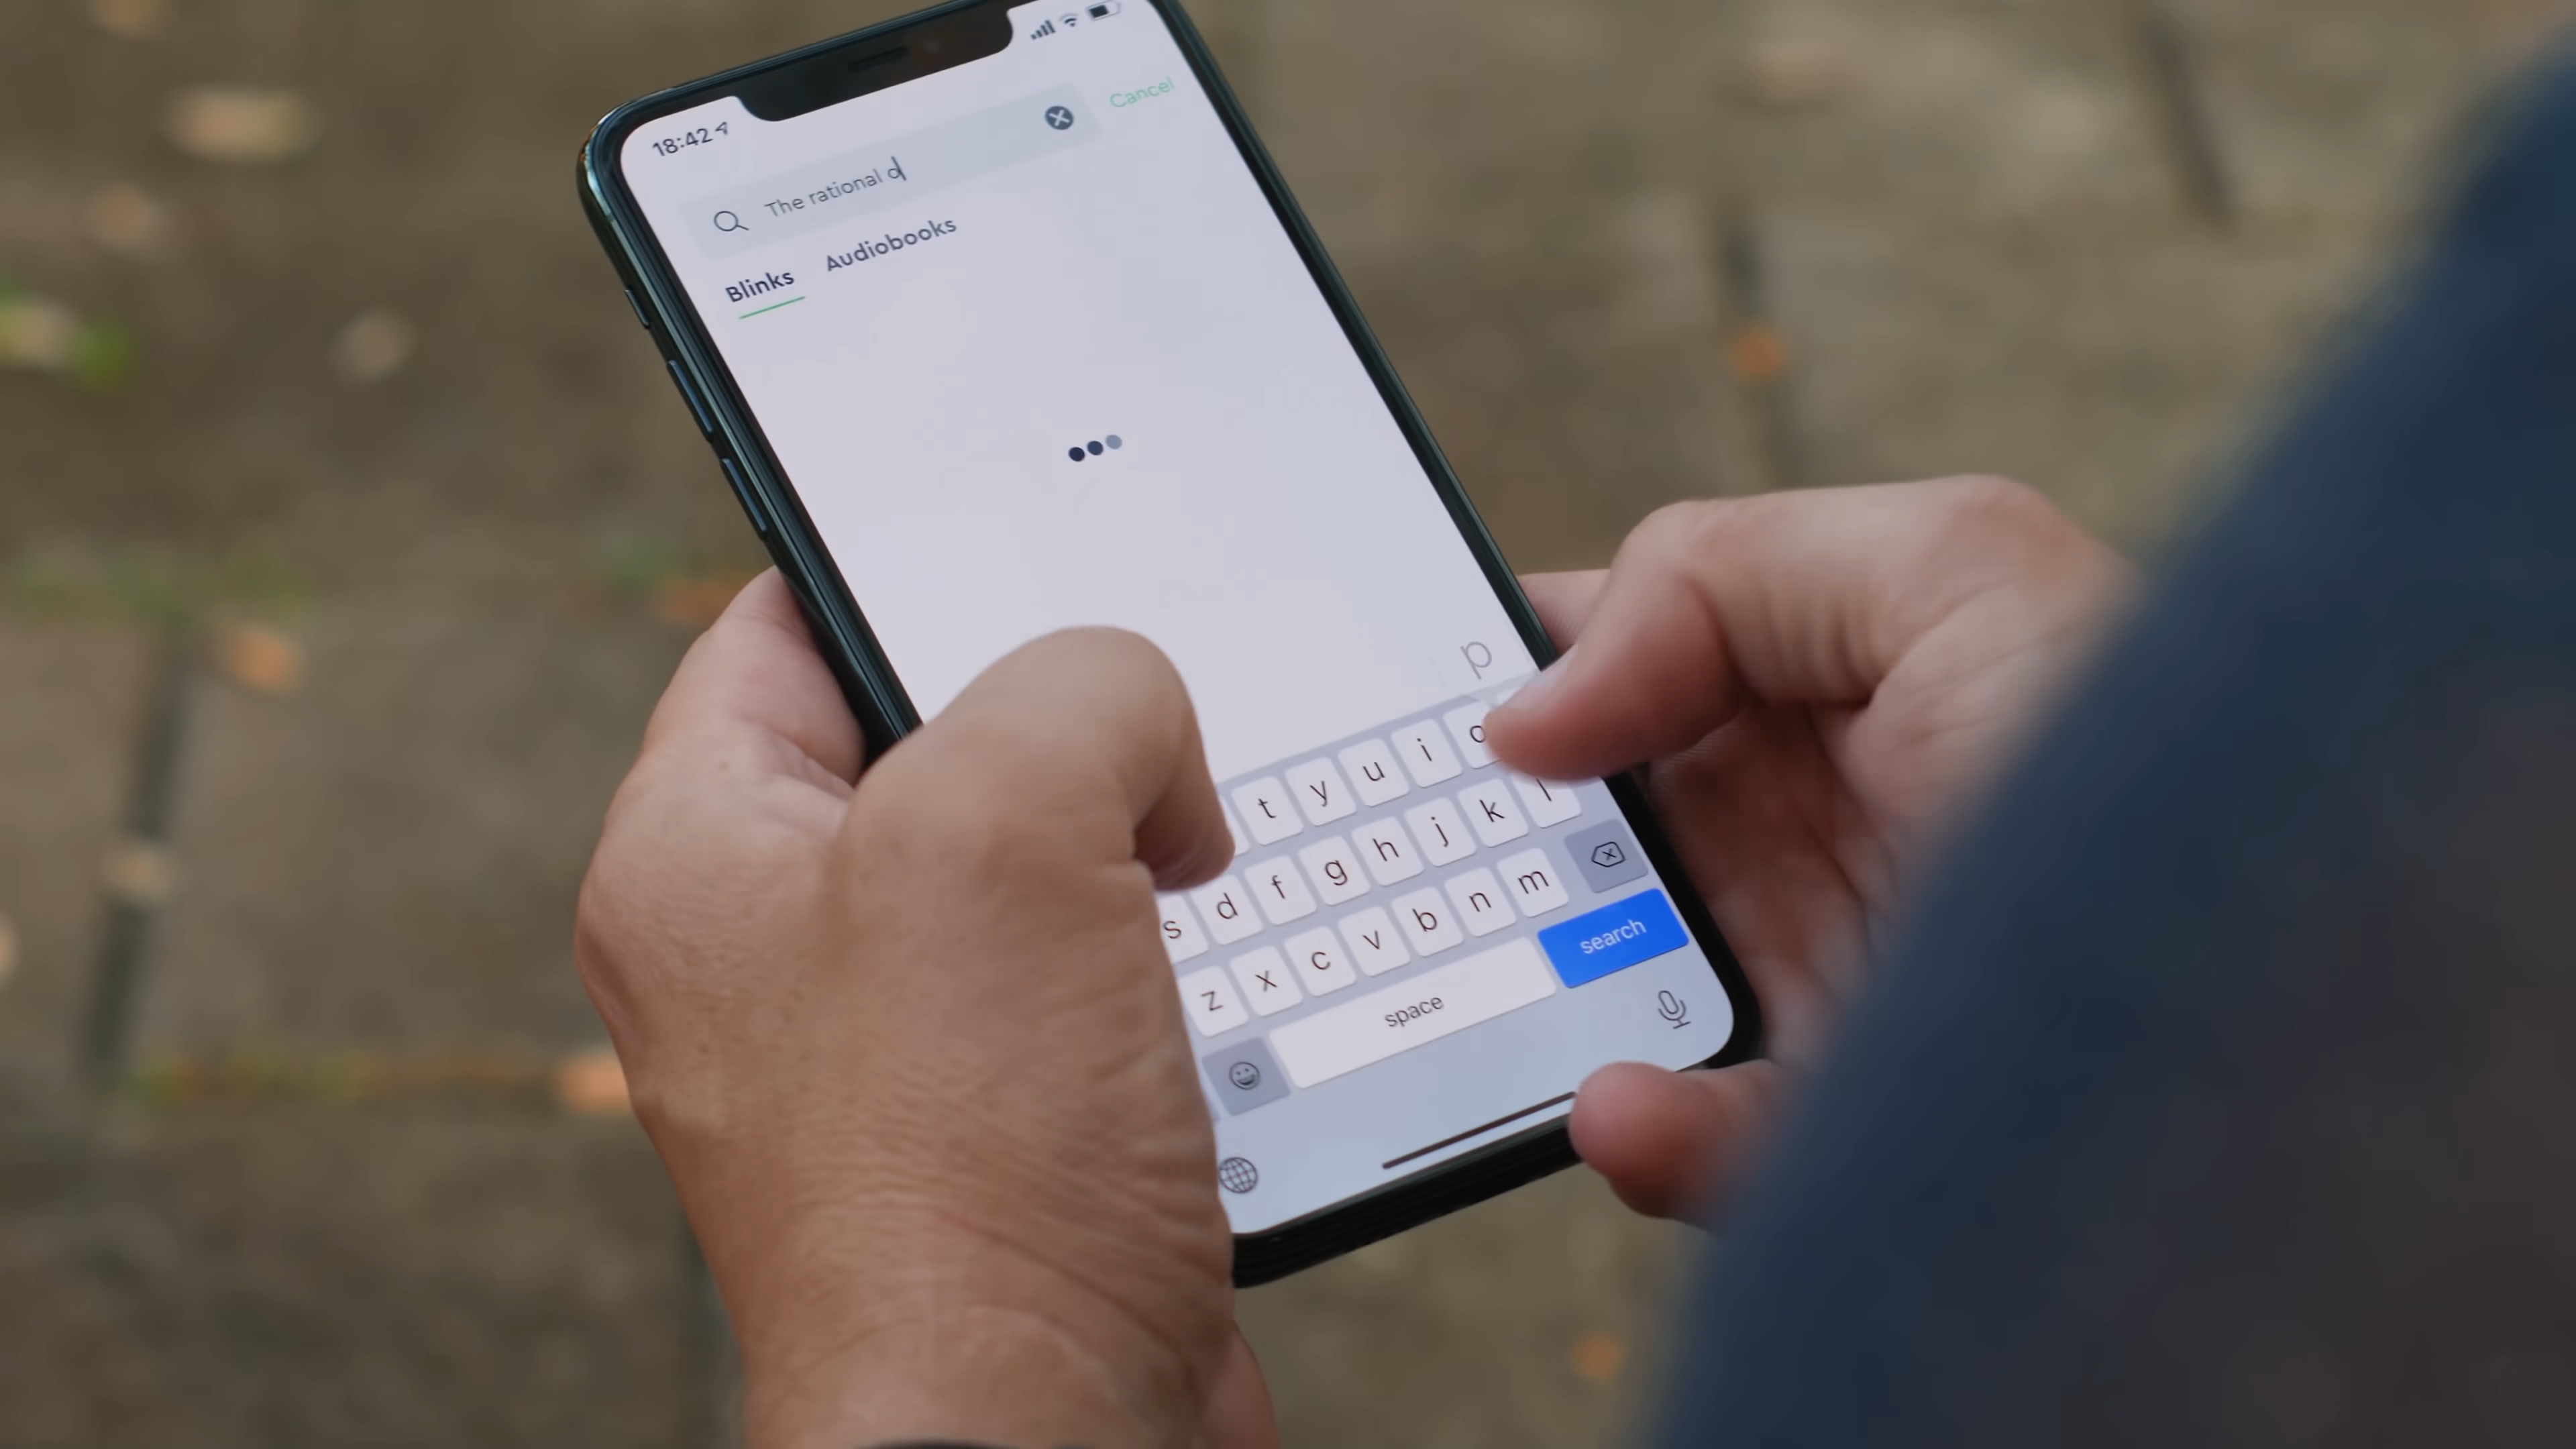 18:42
The rational o
Cancel
Blinks Audiobooks
p
t y u i o
s d f g h j k l
z x c v b n m
space search